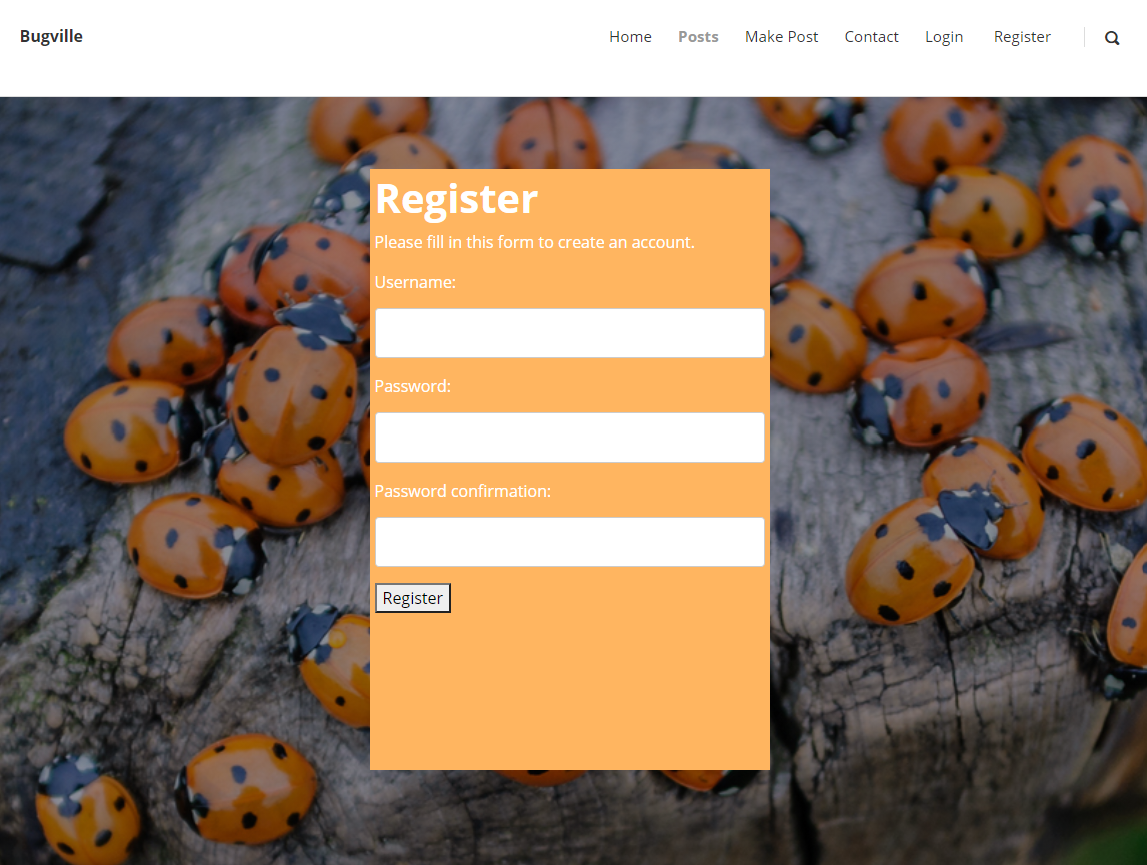 Bugville
Home Posts Make Post Contact Login Register
Register
Please fill in this form to create an account.
Username:
Password:
Password confirmation:
Register